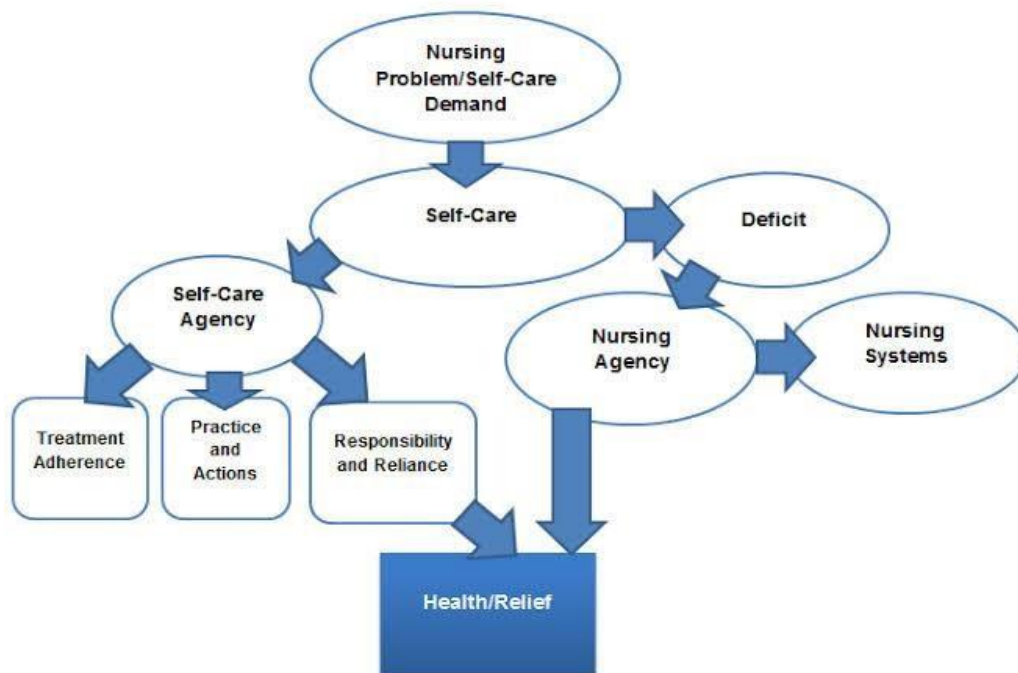 Nursing
Problem/Self-Care
Demand
Self-Care
Deficit
Self-Care
Agency
Nursing
Agency
Nursing
Systems
Treatment
Adherence
Practice
and
Actions
Responsibility
and Reliance
Health/Relief